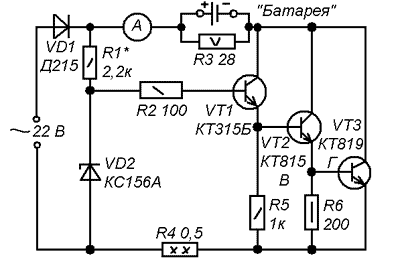 "Батарея"
+ −
A
VD1
Д215
R1*
2,2к
R3 28
R2 100
VT1
КТ315Б
VT2
КТ815
В
VT3
КТ819
Г
~22 В
VD2
КС156А
R4 0,5
R5
1к
R6
200